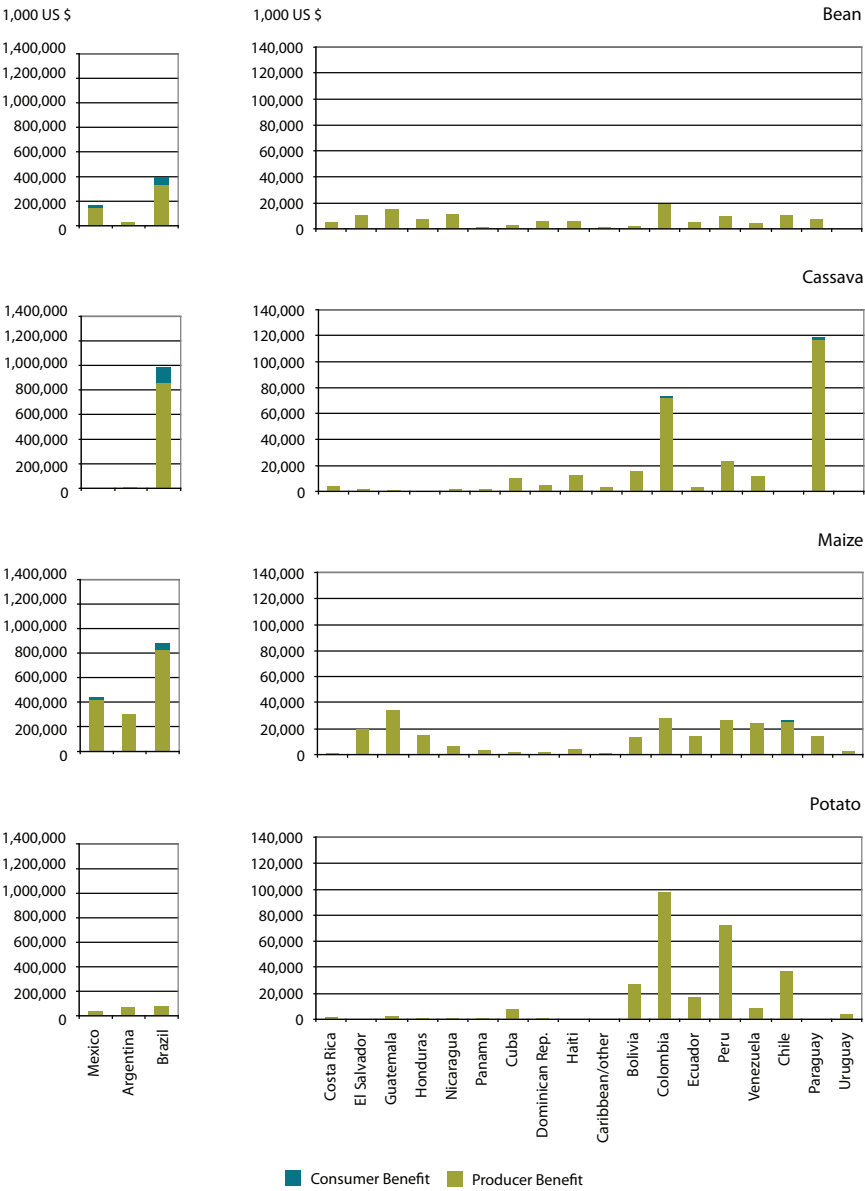 1,000 US $ 1,000 US $ Bean
1,400,000 140,000
1,200,000 120,000
1,000,000 100,000
800,000 80,000
600,000 60,000
400,000 40,000
200,000 20,000
0 0
Cassava
1,400,000 140,000
1,200,000 120,000
1,000,000 100,000
800,000 80,000
600,000 60,000
400,000 40,000
200,000 20,000
0 0
Maize
1,400,000 140,000
1,200,000 120,000
1,000,000 100,000
800,000 80,000
600,000 60,000
400,000 40,000
200,000 20,000
0 0
Potato
1,400,000 140,000
1,200,000 120,000
1,000,000 100,000
800,000 80,000
600,000 60,000
400,000 40,000
200,000 20,000
0 0
Mexico
Argentina
Brazil
Costa Rica
El Salvador
Guatemala
Honduras
Nicaragua
Panama
Cuba
Dominican Rep.
Haiti
Caribbean/other
Bolivia
Colombia
Ecuador
Peru
Venezuela
Chile
Paraguay
Uruguay
Consumer Benefit Producer Benefit